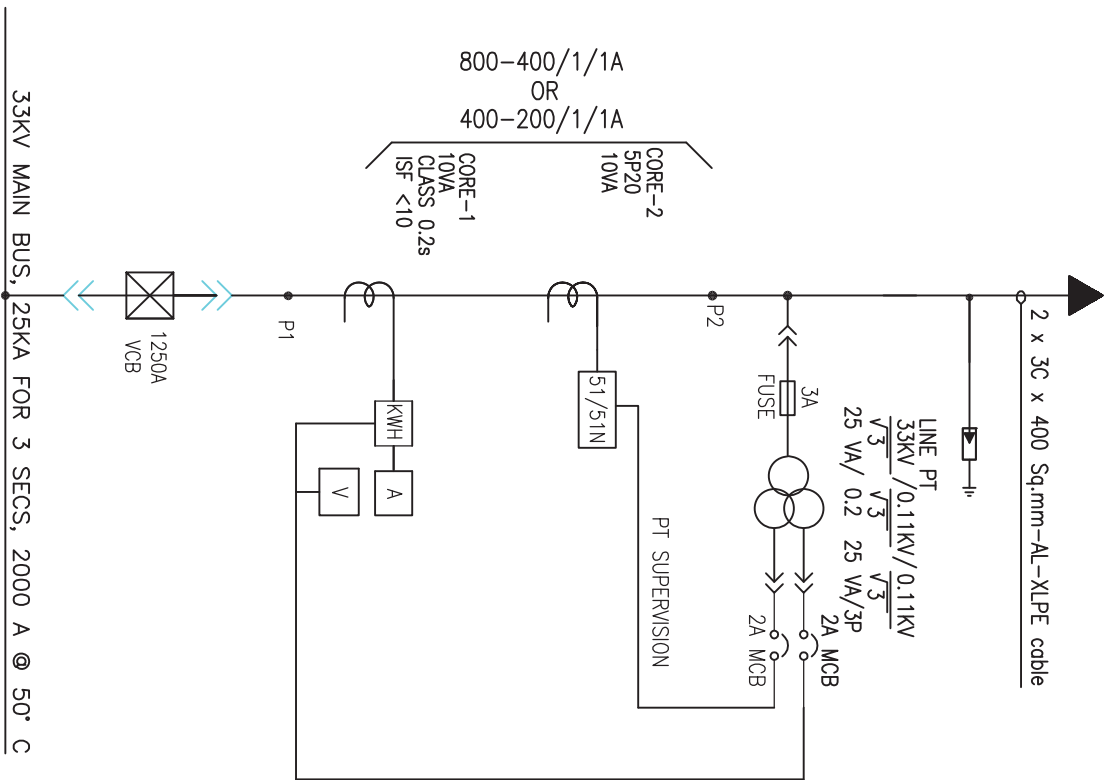 800-400/1/1A
OR
400-200/1/1A
CORE-2
5P20
10VA
CORE-1
10VA
CLASS 0.2s
ISF <10
33KV MAIN BUS, 25KA FOR 3 SECS, 2000 A @ 50° C
1250A
VCB
P1
P2
KWH
A
V
51/51N
3A
FUSE
LINE PT
33KV/0.11KV/0.11KV
√3 √3 √3
25 VA/ 0.2 25 VA/3P
2A MCB
2A MCB
PT SUPERVISION
2 x 3C x 400 Sq.mm-AL-XLPE cable